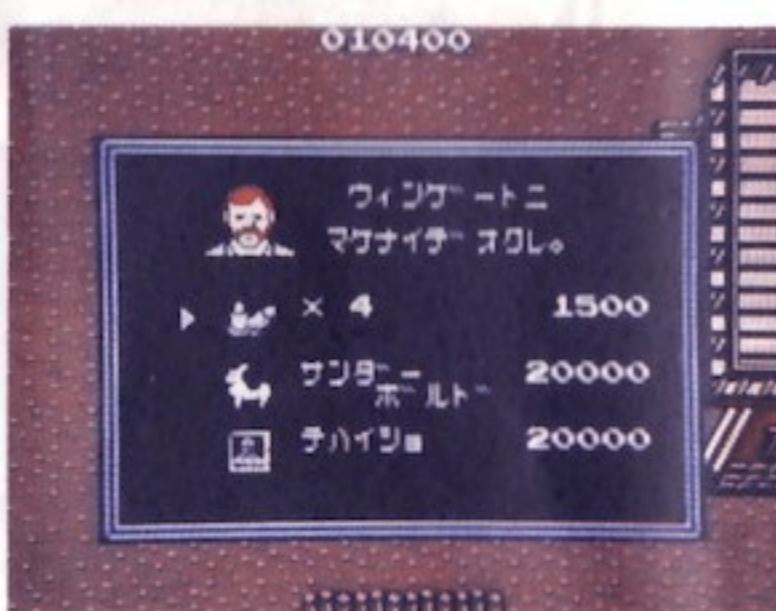 010400
ウィンゲートニ
マケナイデ オクレ。
× 4 1500
サンダーボールト゛ 20000
テハイショ 20000